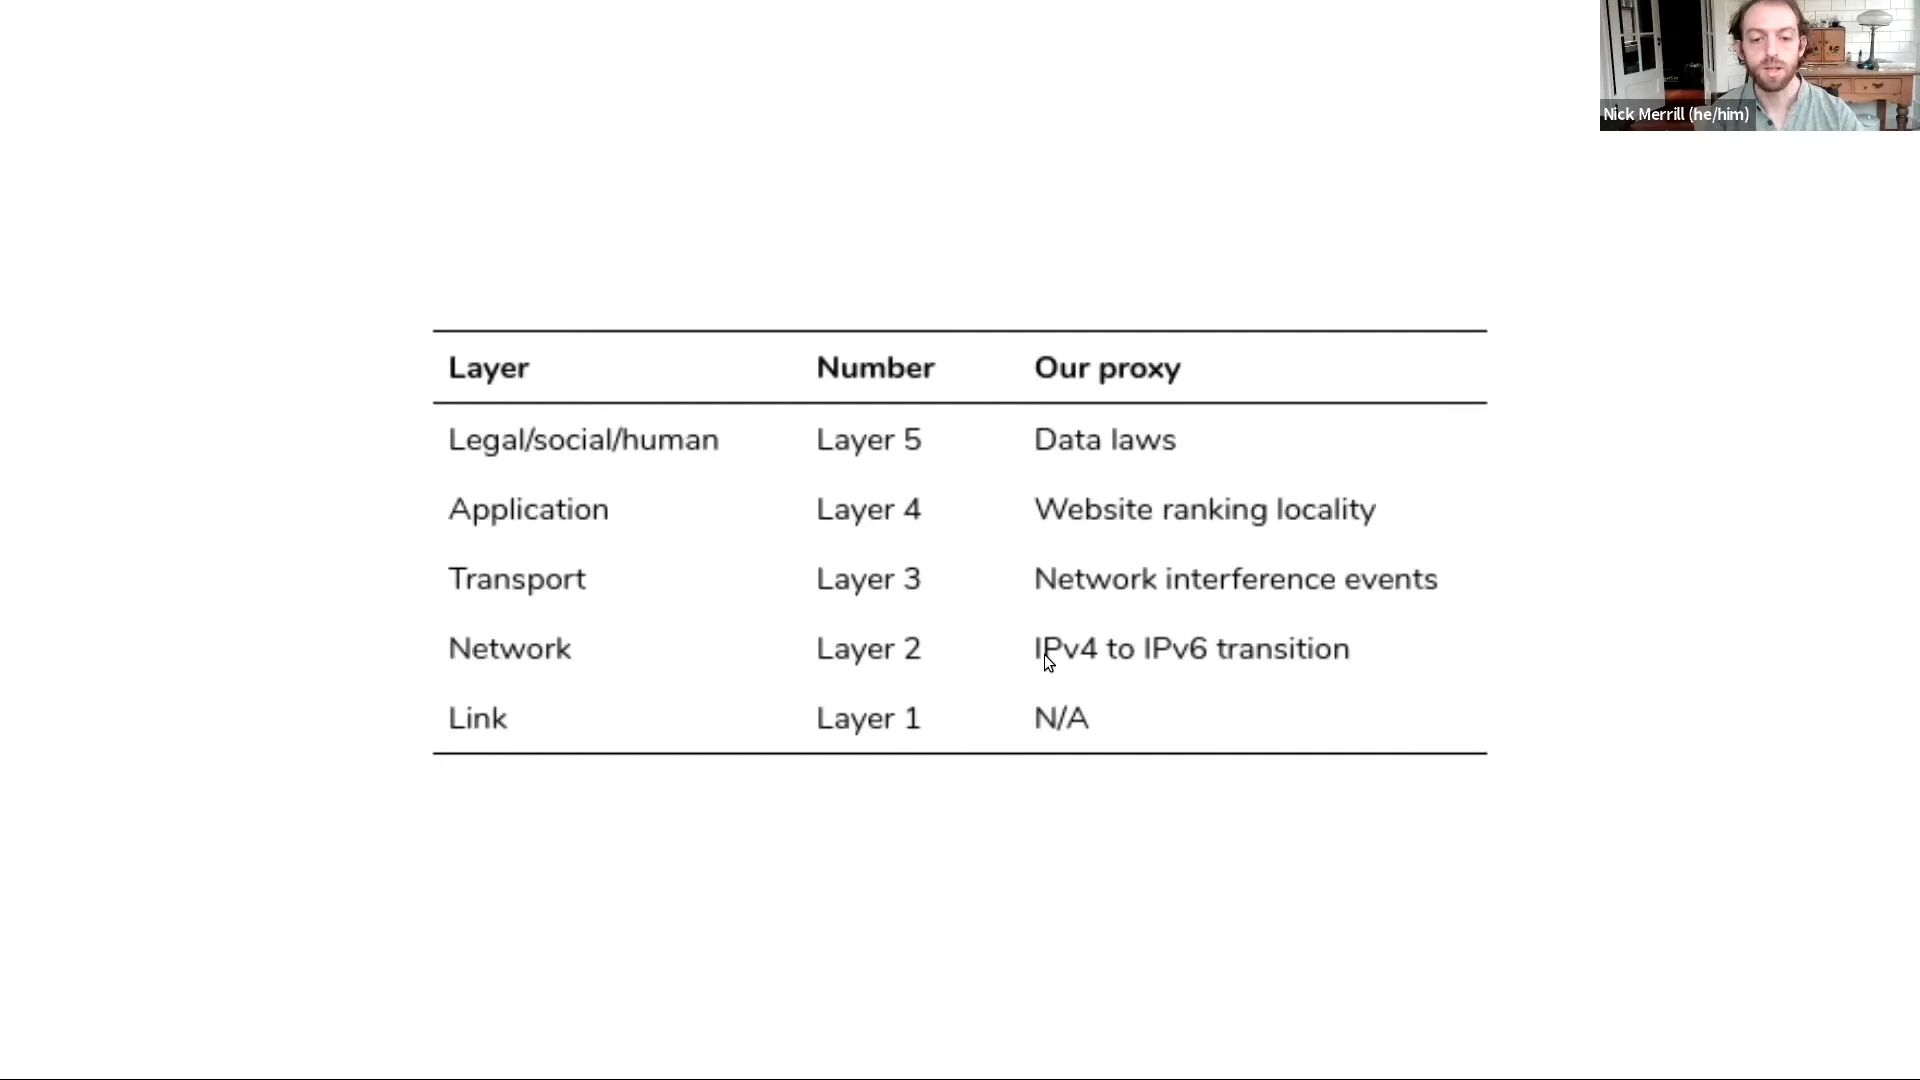 Nick Merrill (he/him)
Layer Number Our proxy
Legal/social/human Layer 5 Data laws
Application Layer 4 Website ranking locality
Transport Layer 3 Network interference events
Network Layer 2 IPv4 to IPv6 transition
Link Layer 1 N/A